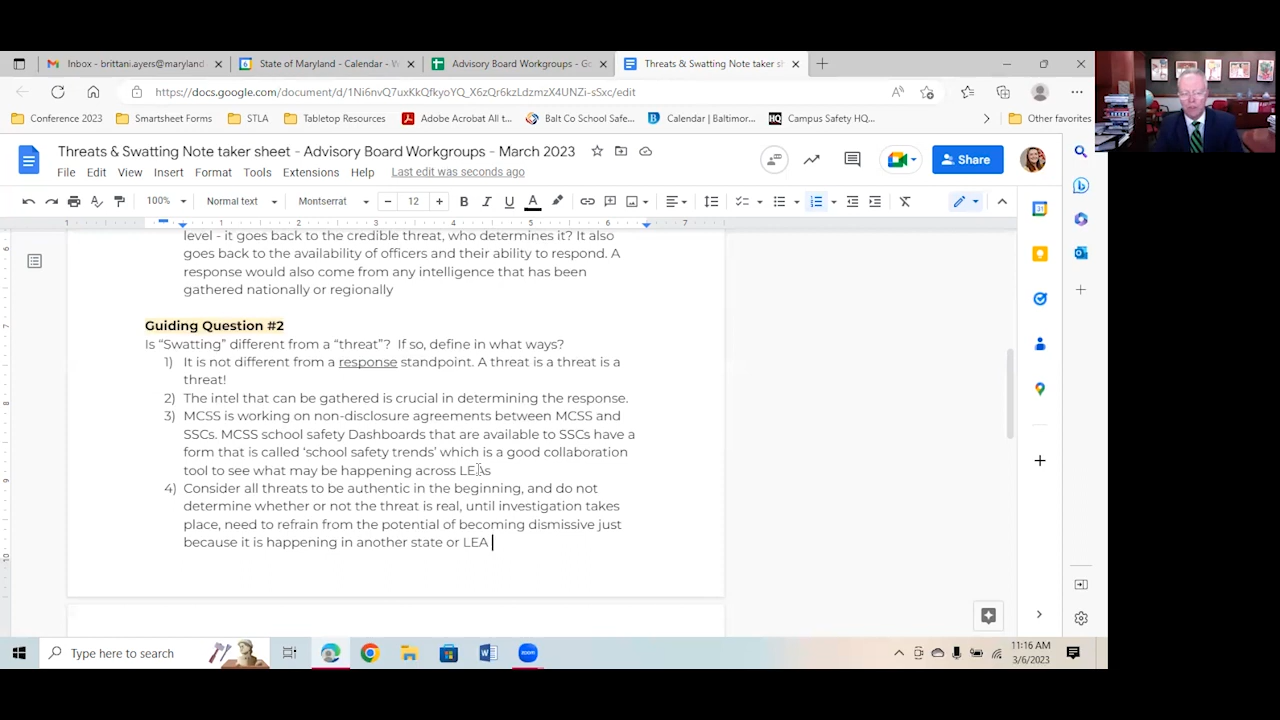 Inbox - brittani.ayers@maryland
State of Maryland - Calendar - W
Advisory Board Workgroups - Go
Threats & Swatting Note taker sh
https://docs.google.com/document/d/1Ni6nvQ7uxKkQfkyoYQ_X6zQr6kzLdzmzX4UNZi-sSxc/edit
Conference 2023
Smartsheet Forms
STLA
Tabletop Resources
Adobe Acrobat All t...
Balt Co School Safe...
Calendar | Baltimor...
HQ
Campus Safety HQ...
Other favorites
Threats & Swatting Note taker sheet - Advisory Board Workgroups - March 2023
File Edit View Insert Format Tools Extensions Help Last edit was seconds ago
Share
100% Normal text Montserrat 12
1 1 2 3 4 5 6 7
level - it goes back to the credible threat, who determines it? It also
goes back to the availability of officers and their ability to respond. A
response would also come from any intelligence that has been
gathered nationally or regionally
Guiding Question #2
Is “Swatting” different from a “threat”? If so, define in what ways?
1) It is not different from a response standpoint. A threat is a threat is a
threat!
2) The intel that can be gathered is crucial in determining the response.
3) MCSS is working on non-disclosure agreements between MCSS and
SSCs. MCSS school safety Dashboards that are available to SSCs have a
form that is called ‘school safety trends’ which is a good collaboration
tool to see what may be happening across LEAs
4) Consider all threats to be authentic in the beginning, and do not
determine whether or not the threat is real, until investigation takes
place, need to refrain from the potential of becoming dismissive just
because it is happening in another state or LEA
Type here to search
zoom
11:16 AM
3/6/2023